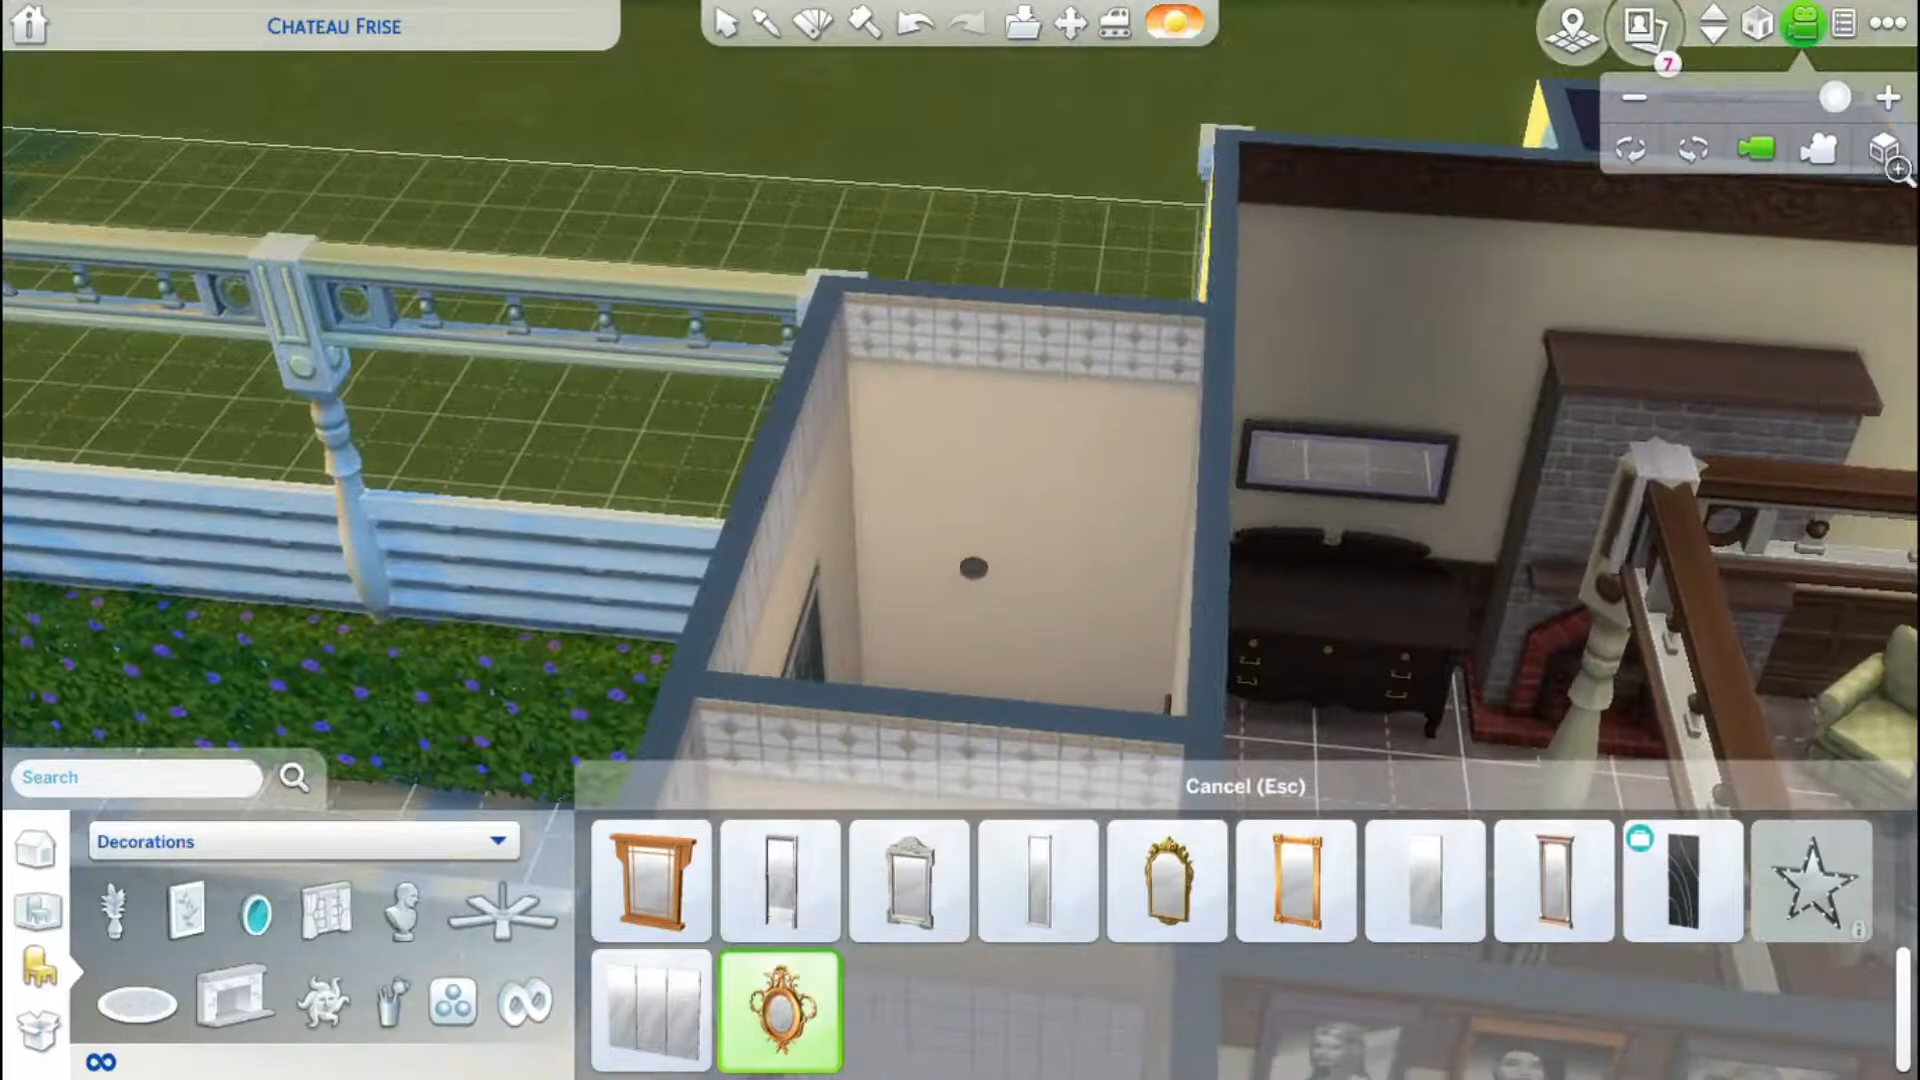 CHATEAU FRISE
7
Search
Cancel (Esc)
Decorations